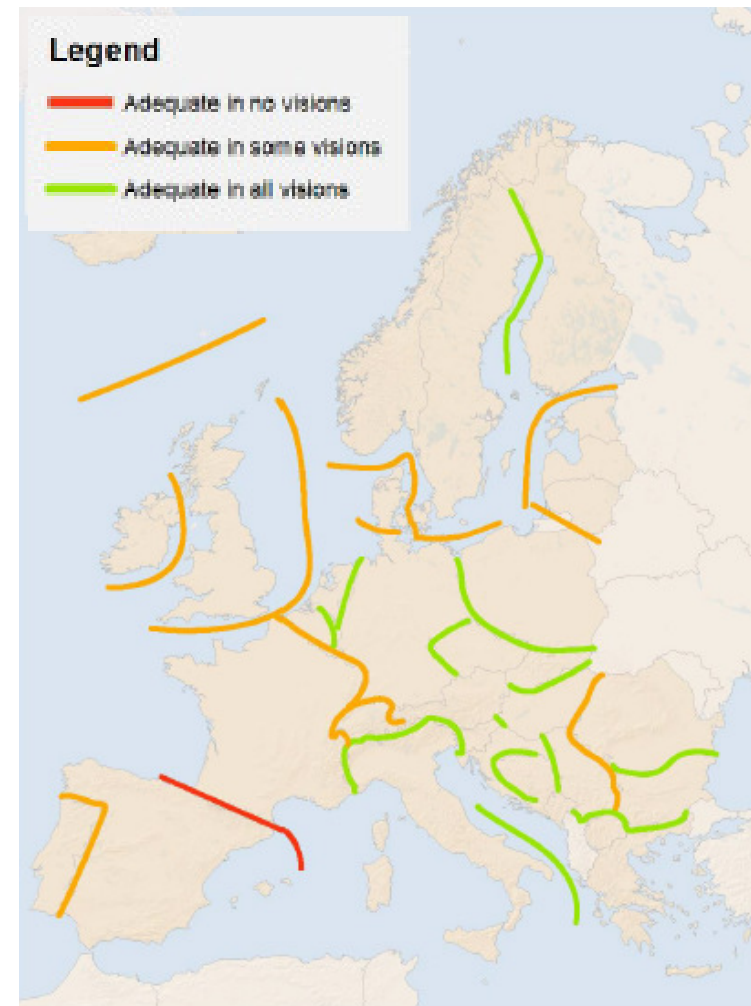 Legend
Adequate in no visions
Adequate in some visions
Adequate in all visions